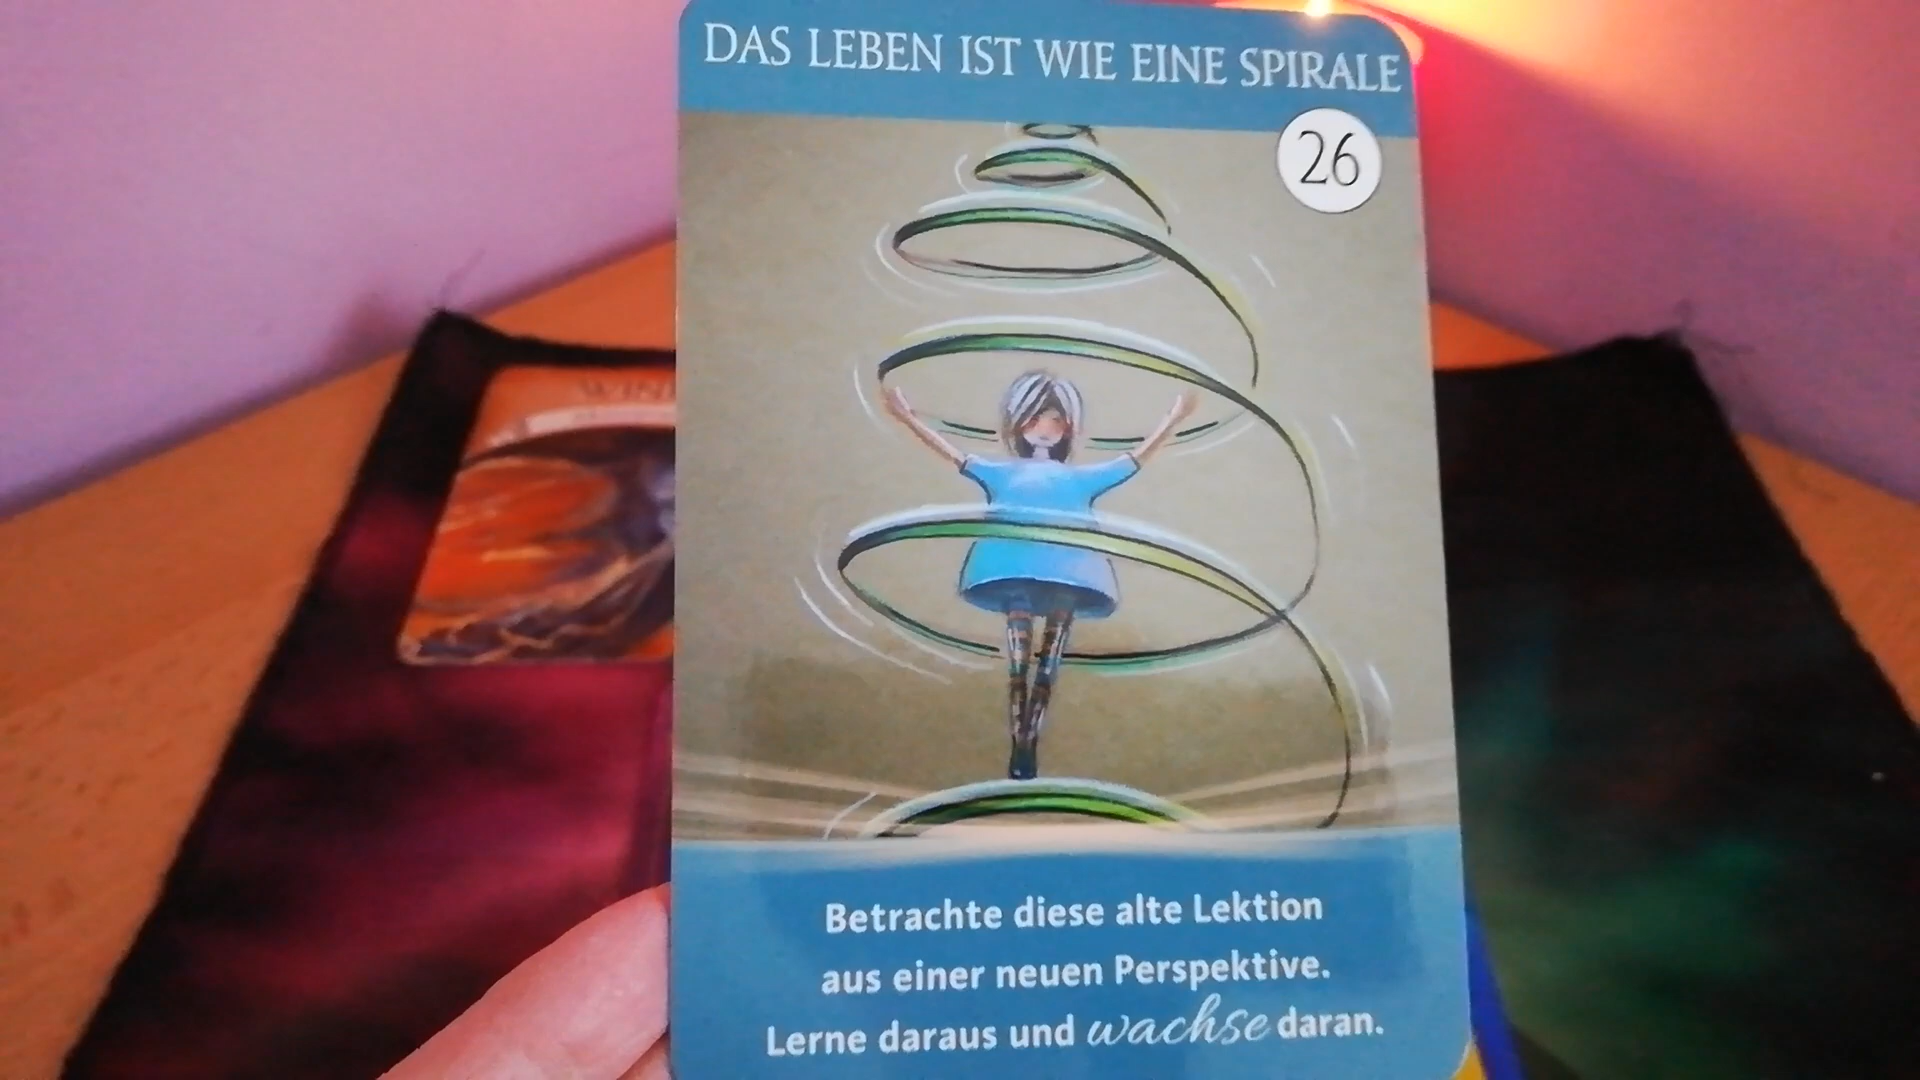 DAS LEBEN IST WIE EINE SPIRALE
26
Betrachte diese alte Lektion
aus einer neuen Perspektive.
Lerne daraus und wachse daran.